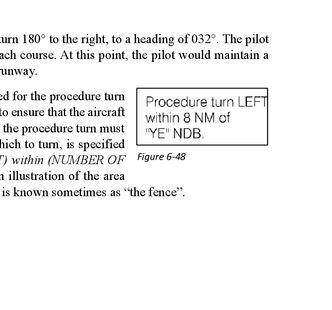 urn 180° to the right, to a heading of 032°. The pilot
ach course. At this point, the pilot would maintain a
runway.
ed for the procedure turn
to ensure that the aircraft
the procedure turn must
hich to turn, is specified
T) within (NUMBER OF
n illustration of the area
is known sometimes as “the fence”.
Procedure turn LEFT
within 8 NM of
"YE" NDB.
Figure 6-48